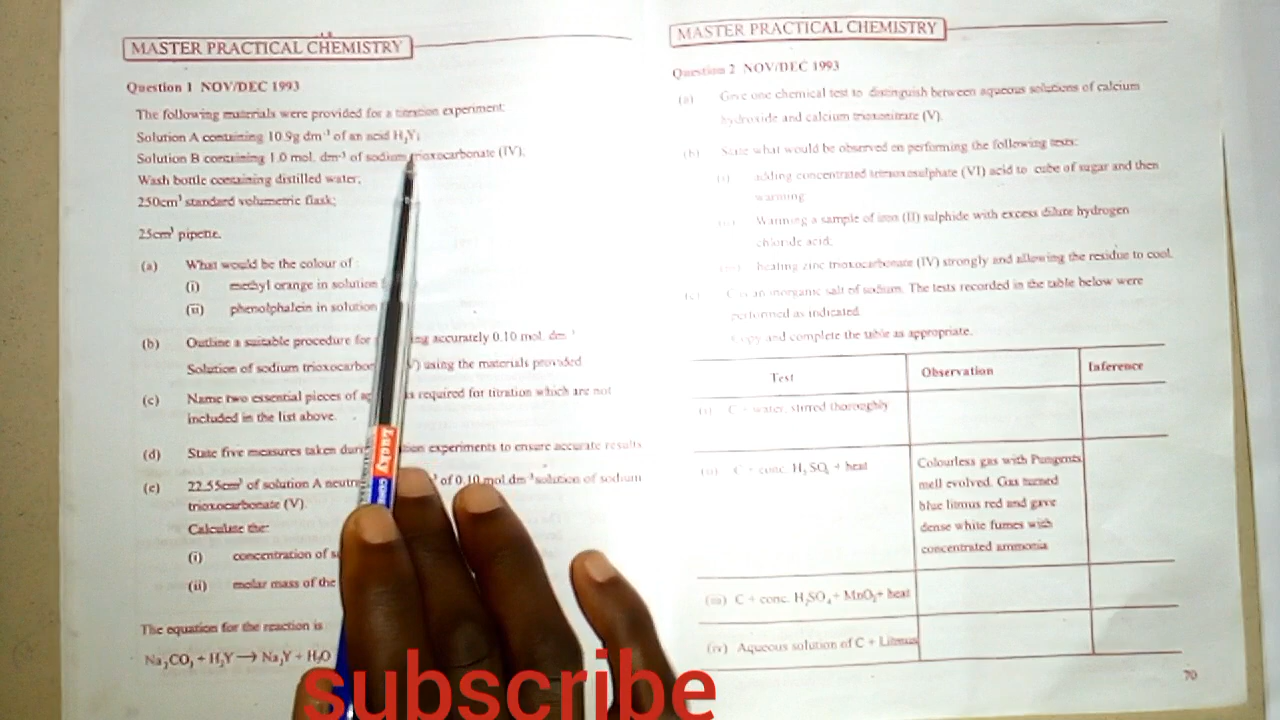 MASTER PRACTICAL CHEMISTRY
Question 1 NOV/DEC 1993
The following materials were provided for a titration experiment:
Solution A containing 10.9g dm⁻³ of an acid H₂Y;
Solution B containing 1.0 mol. dm⁻³ of sodium trioxocarbonate (IV);
Wash bottle containing distilled water;
250cm³ standard volumetric flask;
25cm³ pipette.
(a) What would be the colour of
(i) methyl orange in solution
(ii) phenolphalein in solution
(b) Outline a suitable procedure for accurately 0.10 mol. dm⁻³
Solution of sodium using the materials provided
(c) Name two essential pieces of required for titration which are not
included in the list above.
(d) State five measures taken experiments to ensure accurate results
(e) 22.55cm³ of solution A of 0.10 mol.dm⁻³ solution of sodium
trioxocarbonate (V).
Calculate the:
(i) concentration of
(ii) molar mass of the
The equation for the reaction is
Na₂CO₃ + H₂Y → Na₂Y + H₂O
MASTER PRACTICAL CHEMISTRY
Question 2 NOV/DEC 1993
(a) Give one chemical test to distinguish between aqueous solutions of calcium
hydroxide and calcium trioxonitrate (V).
(b) State what would be observed on performing the following tests:
(i) adding concentrated tetraoxosulphate (VI) acid to cube of sugar and then
warming
Warming a sample of iron (II) sulphide with excess dilute hydrogen
chloride acid;
heating zinc trioxocarbonate (IV) strongly and allowing the residue to cool.
(c) C is an inorganic salt of sodium. The tests recorded in the table below were
performed as indicated.
Copy and complete the table as appropriate.
Test Observation Inference
(i) C + water, stirred thoroughly
(ii) C + conc. H₂SO₄ + heat
Colourless gas with Pungents
mell evolved. Gas turned
blue litmus red and gave
dense white fumes with
concentrated ammonia
(iii) C + conc. H₂SO₄ + MnO₂+ heat
(iv) Aqueous solution of C + Litmus
70
Lucky
subscribe